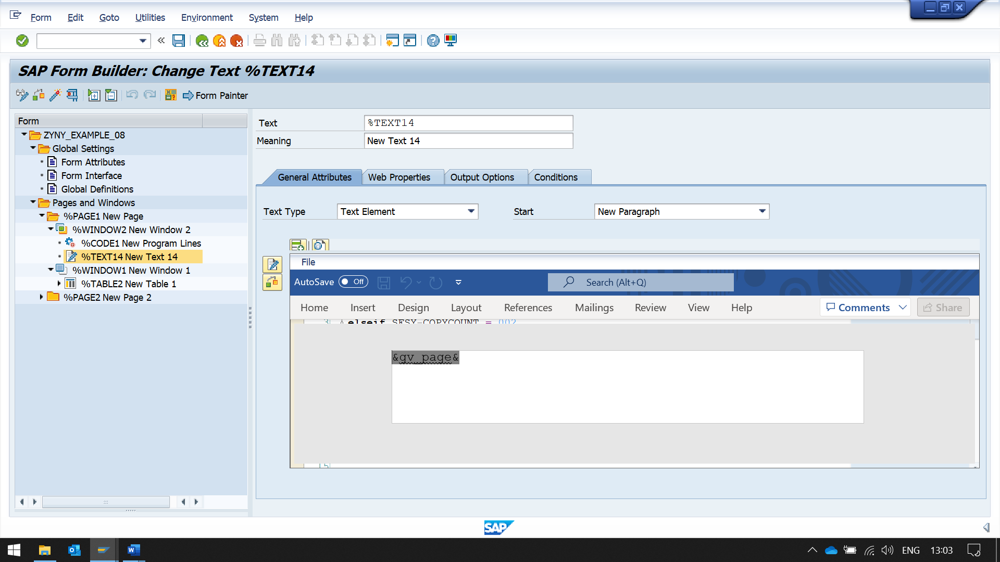 Form Edit Goto Utilities Environment System Help
SAP Form Builder: Change Text %TEXT14
Form Painter
Form
ZYNY_EXAMPLE_08
Global Settings
Form Attributes
Form Interface
Global Definitions
Pages and Windows
%PAGE1 New Page
%WINDOW2 New Window 2
%CODE1 New Program Lines
%TEXT14 New Text 14
%WINDOW1 New Window 1
%TABLE2 New Table 1
%PAGE2 New Page 2
Text %TEXT14
Meaning New Text 14
General Attributes Web Properties Output Options Conditions
Text Type Text Element Start New Paragraph
File
AutoSave Off Search (Alt+Q)
Home Insert Design Layout References Mailings Review View Help Comments Share
3 elseif SFSY-COPYCOUNT = 002
&gv_page&
15
SAP
ENG 13:03